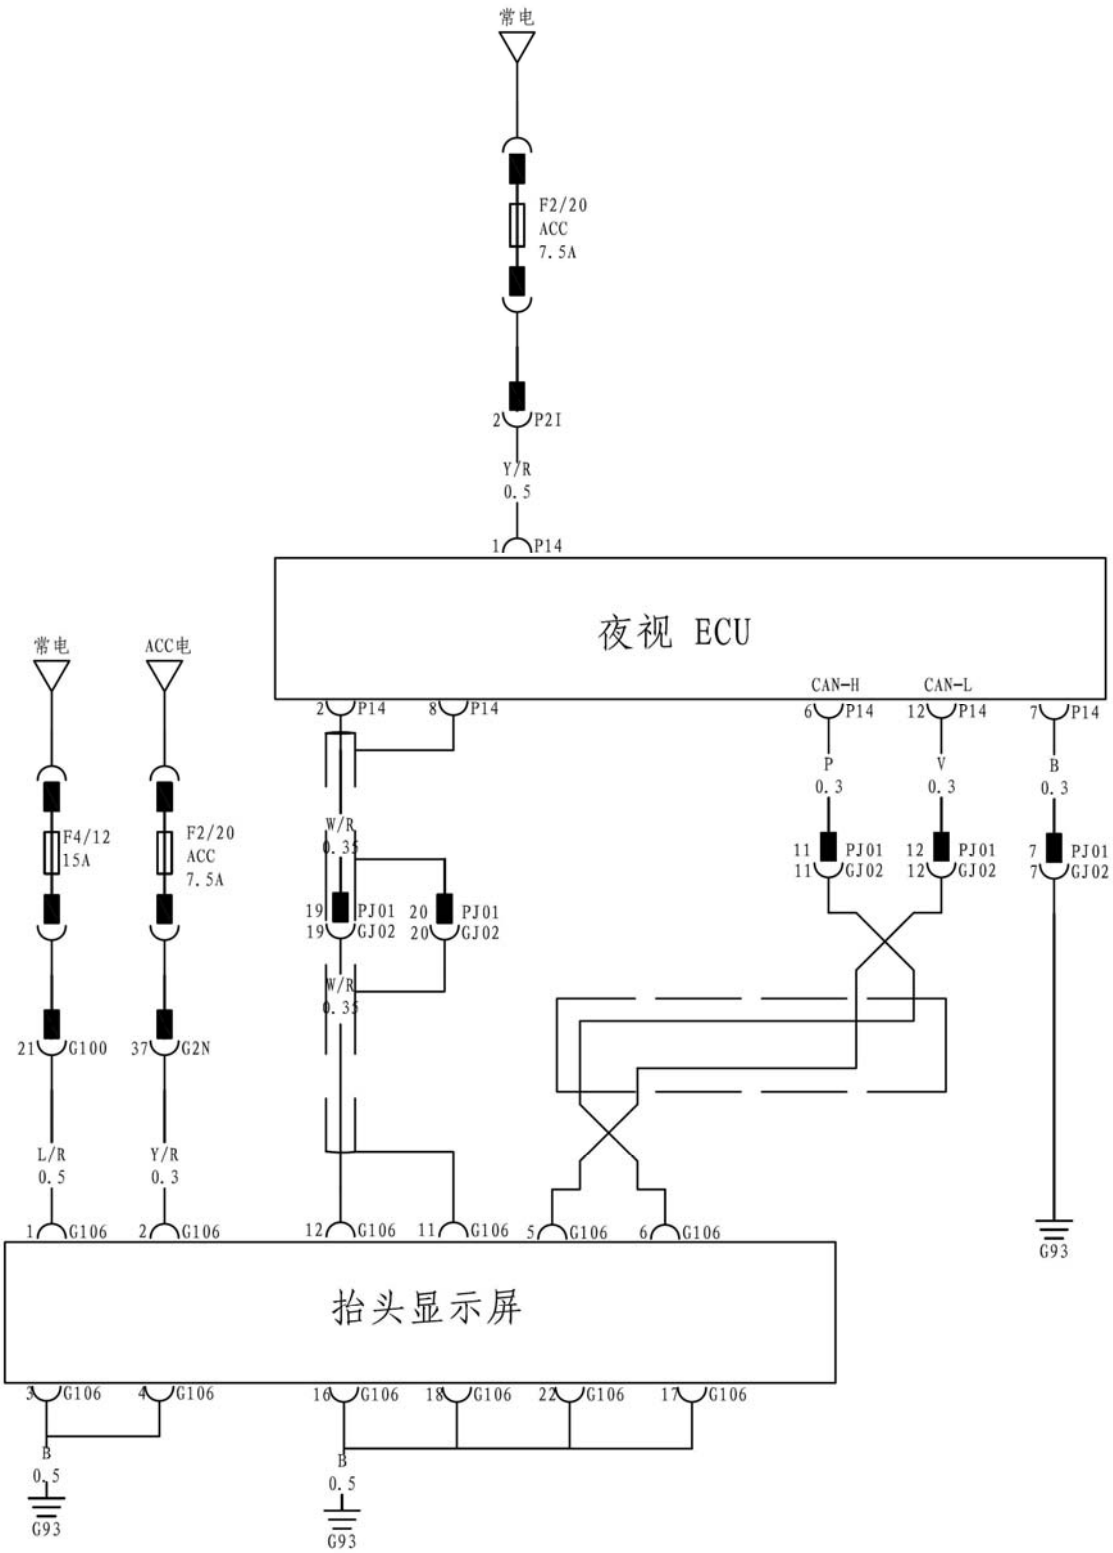 常电
F2/20
ACC
7.5A
2 P2I
Y/R
0.5
1 P14
夜视 ECU
CAN-H CAN-L
2 P14 8 P14 6 P14 12 P14 7 P14
常电 ACC电
P V B
0.3 0.3 0.3
W/R
0.35
F4/12
15A
F2/20
ACC
7.5A
11 PJ01 12 PJ01 7 PJ01
11 GJ02 12 GJ02 7 GJ02
19 PJ01 20 PJ01
19 GJ02 20 GJ02
W/R
0.35
21 G100 37 G2N
L/R Y/R
0.5 0.3
1 G106 2 G106 12 G106 11 G106 5 G106 6 G106
G93
抬头显示屏
3 G106 4 G106 16 G106 18 G106 22 G106 17 G106
B B
0.5 0.5
G93 G93